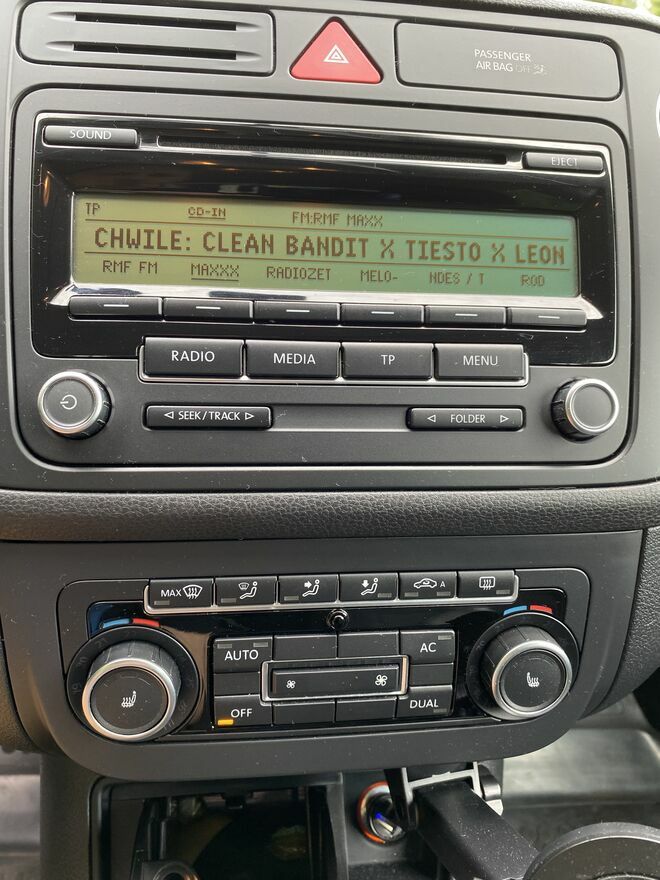 PASSENGER
AIR BAG OFF
SOUND
EJECT
TP CD-IN FM:RMF MAXX
CHWILE: CLEAN BANDIT X TIESTO X LEON
RMF FM MAXXX RADIOZET MELO- NDES / T ROD
RADIO MEDIA TP MENU
SEEK/TRACK FOLDER
MAX A
AUTO AC
OFF DUAL